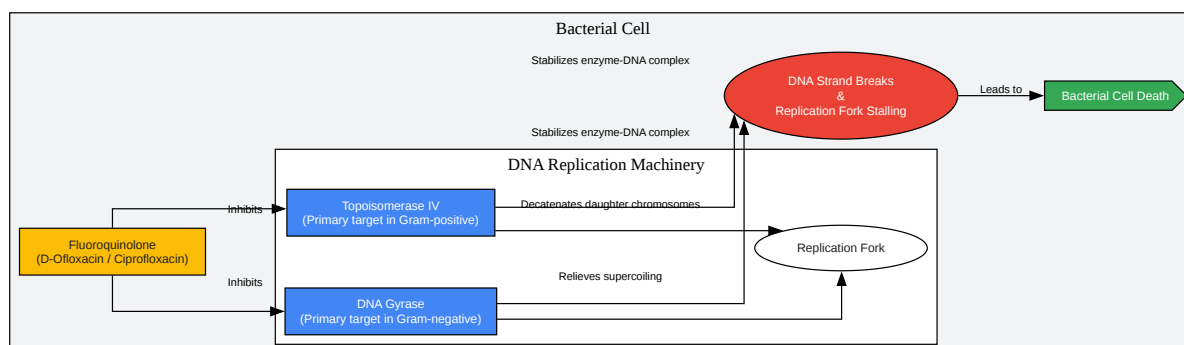 Bacterial Cell
Stabilizes enzyme-DNA complex
DNA Strand Breaks
&
Replication Fork Stalling
Leads to
Bacterial Cell Death
Stabilizes enzyme-DNA complex
DNA Replication Machinery
Inhibits
Topoisomerase IV
(Primary target in Gram-positive)
Decatenates daughter chromosomes
Fluoroquinolone
(D-Ofloxacin / Ciprofloxacin)
Replication Fork
Inhibits
Relieves supercoiling
DNA Gyrase
(Primary target in Gram-negative)